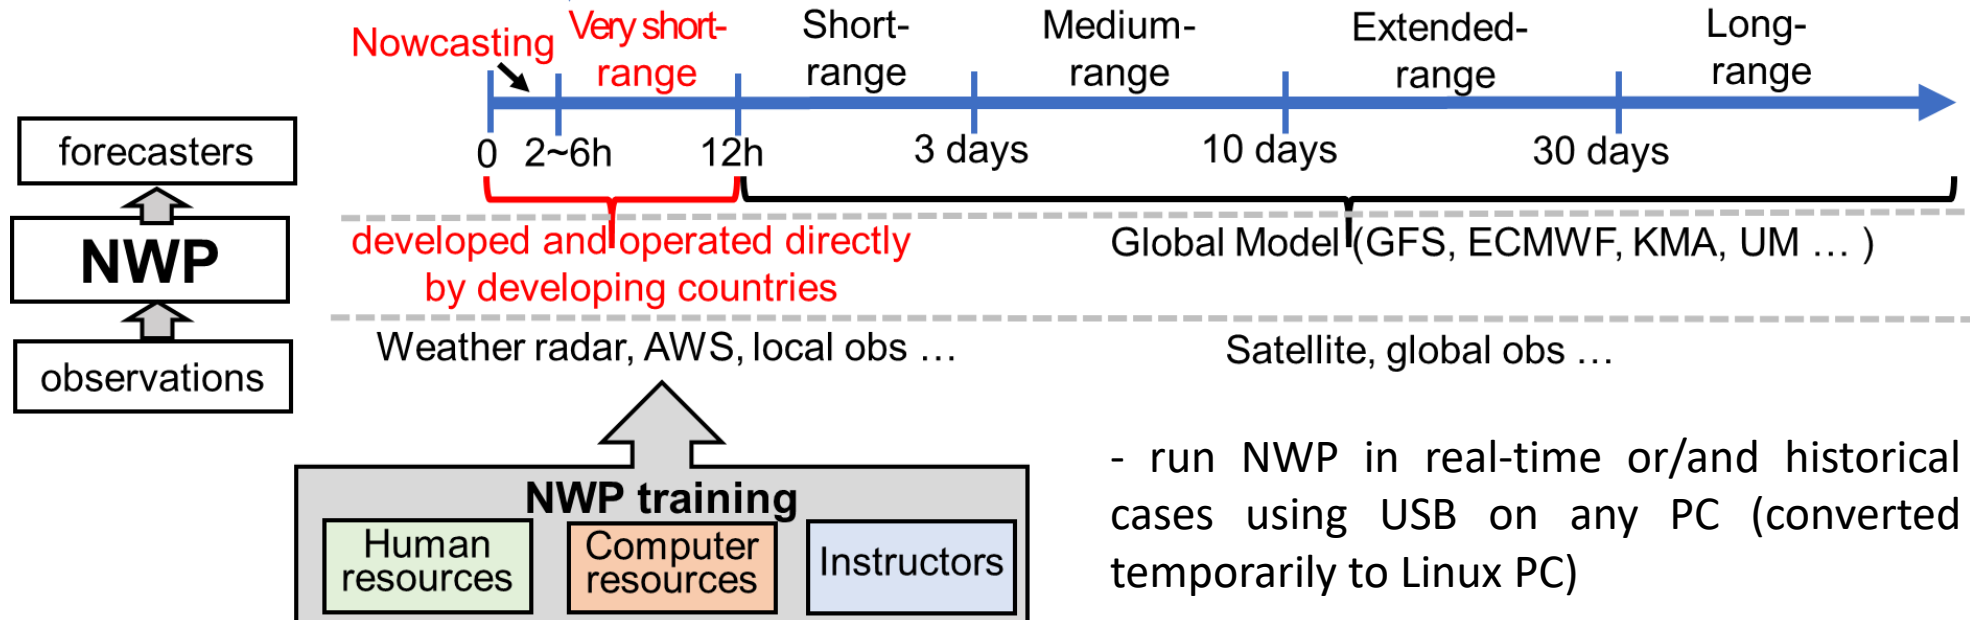 Nowcasting
Very short-
range
Short-
range
Medium-
range
Extended-
range
Long-
range
0 2~6h 12h 3 days 10 days 30 days
forecasters
NWP
observations
developed and operated directly
by developing countries
Global Model (GFS, ECMWF, KMA, UM ... )
Weather radar, AWS, local obs ...
Satellite, global obs ...
NWP training
Human
resources
Computer
resources
Instructors
- run NWP in real-time or/and historical
cases using USB on any PC (converted
temporarily to Linux PC)